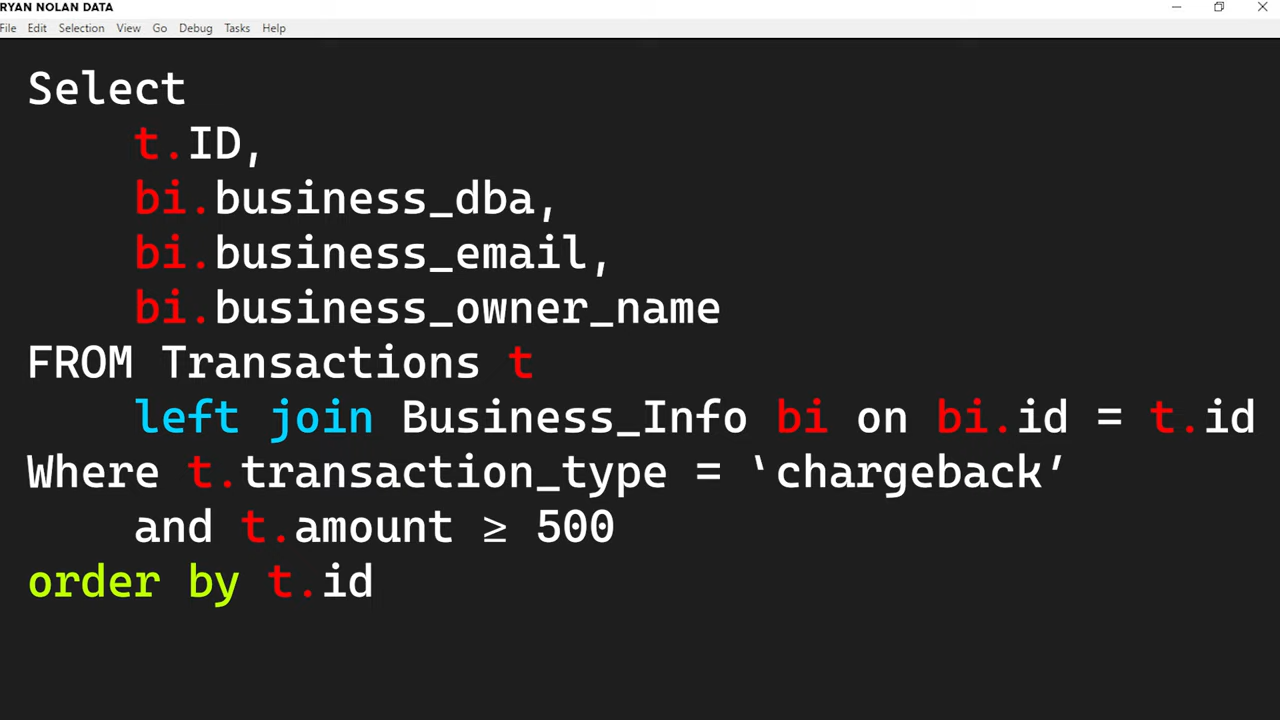 RYAN NOLAN DATA
File Edit Selection View Go Debug Tasks Help
Select
t.ID,
bi.business_dba,
bi.business_email,
bi.business_owner_name
FROM Transactions t
left join Business_Info bi on bi.id = t.id
Where t.transaction_type = ‘chargeback’
and t.amount ≥ 500
order by t.id